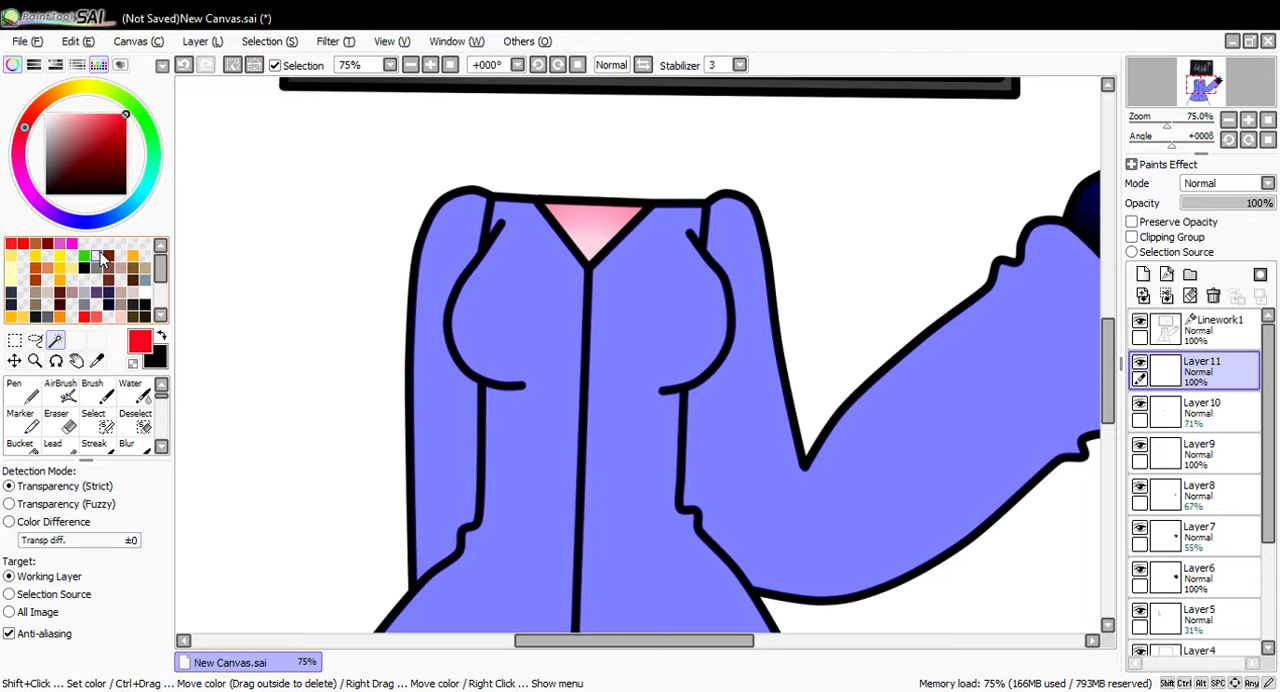 PaintTool SAI (Not Saved)New Canvas.sai (*)
File (F) Edit (E) Canvas (C) Layer (L) Selection (S) Filter (T) View (V) Window (W) Others (O)
Selection 75% +000° Normal Stabilizer 3
Zoom 75.0%
Angle +000ß
Paints Effect
Mode Normal
Opacity 100%
Preserve Opacity
Clipping Group
Selection Source
Linework1
Normal
100%
Layer11
Normal
100%
Layer10
Normal
71%
Layer9
Normal
100%
Layer8
Normal
67%
Layer7
Normal
55%
Layer6
Normal
100%
Layer5
Normal
31%
Layer4
Normal
Pen AirBrush Brush Water
Marker Eraser Select Deselect
Bucket Lead Streak Blur
Detection Mode:
Transparency (Strict)
Transparency (Fuzzy)
Color Difference
Transp diff. ±0
Target:
Working Layer
Selection Source
All Image
Anti-aliasing
New Canvas.sai 75%
Shift+Click ... Set color / Ctrl+Drag ... Move color (Drag outside to delete) / Right Drag ... Move color / Right Click ... Show menu
Memory load: 75% (166MB used / 793MB reserved)
Shift Ctrl Alt SPC Any